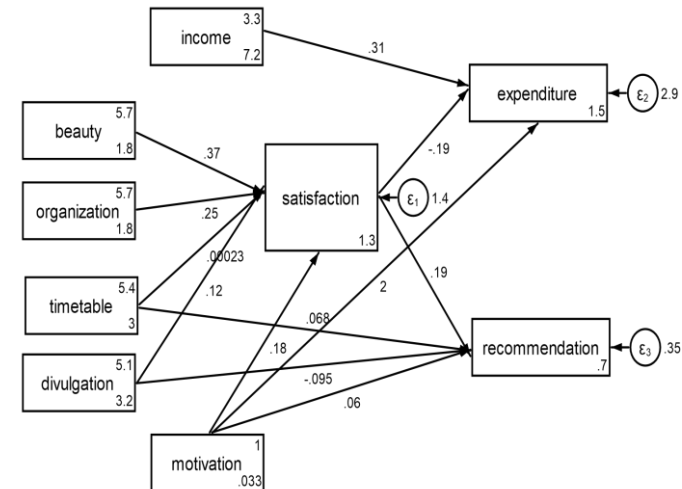 3.3
income
7.2
.31
expenditure
1.5
ε₂
2.9
5.7
beauty
1.8
.37
-.19
5.7
organization
1.8
.25
satisfaction
1.3
ε₁
1.4
.00023
.12
5.4
timetable
3
2
.19
.068
5.1
divulgation
3.2
.18
-.095
.06
recommendation
.7
ε₃
.35
1
motivation
.033